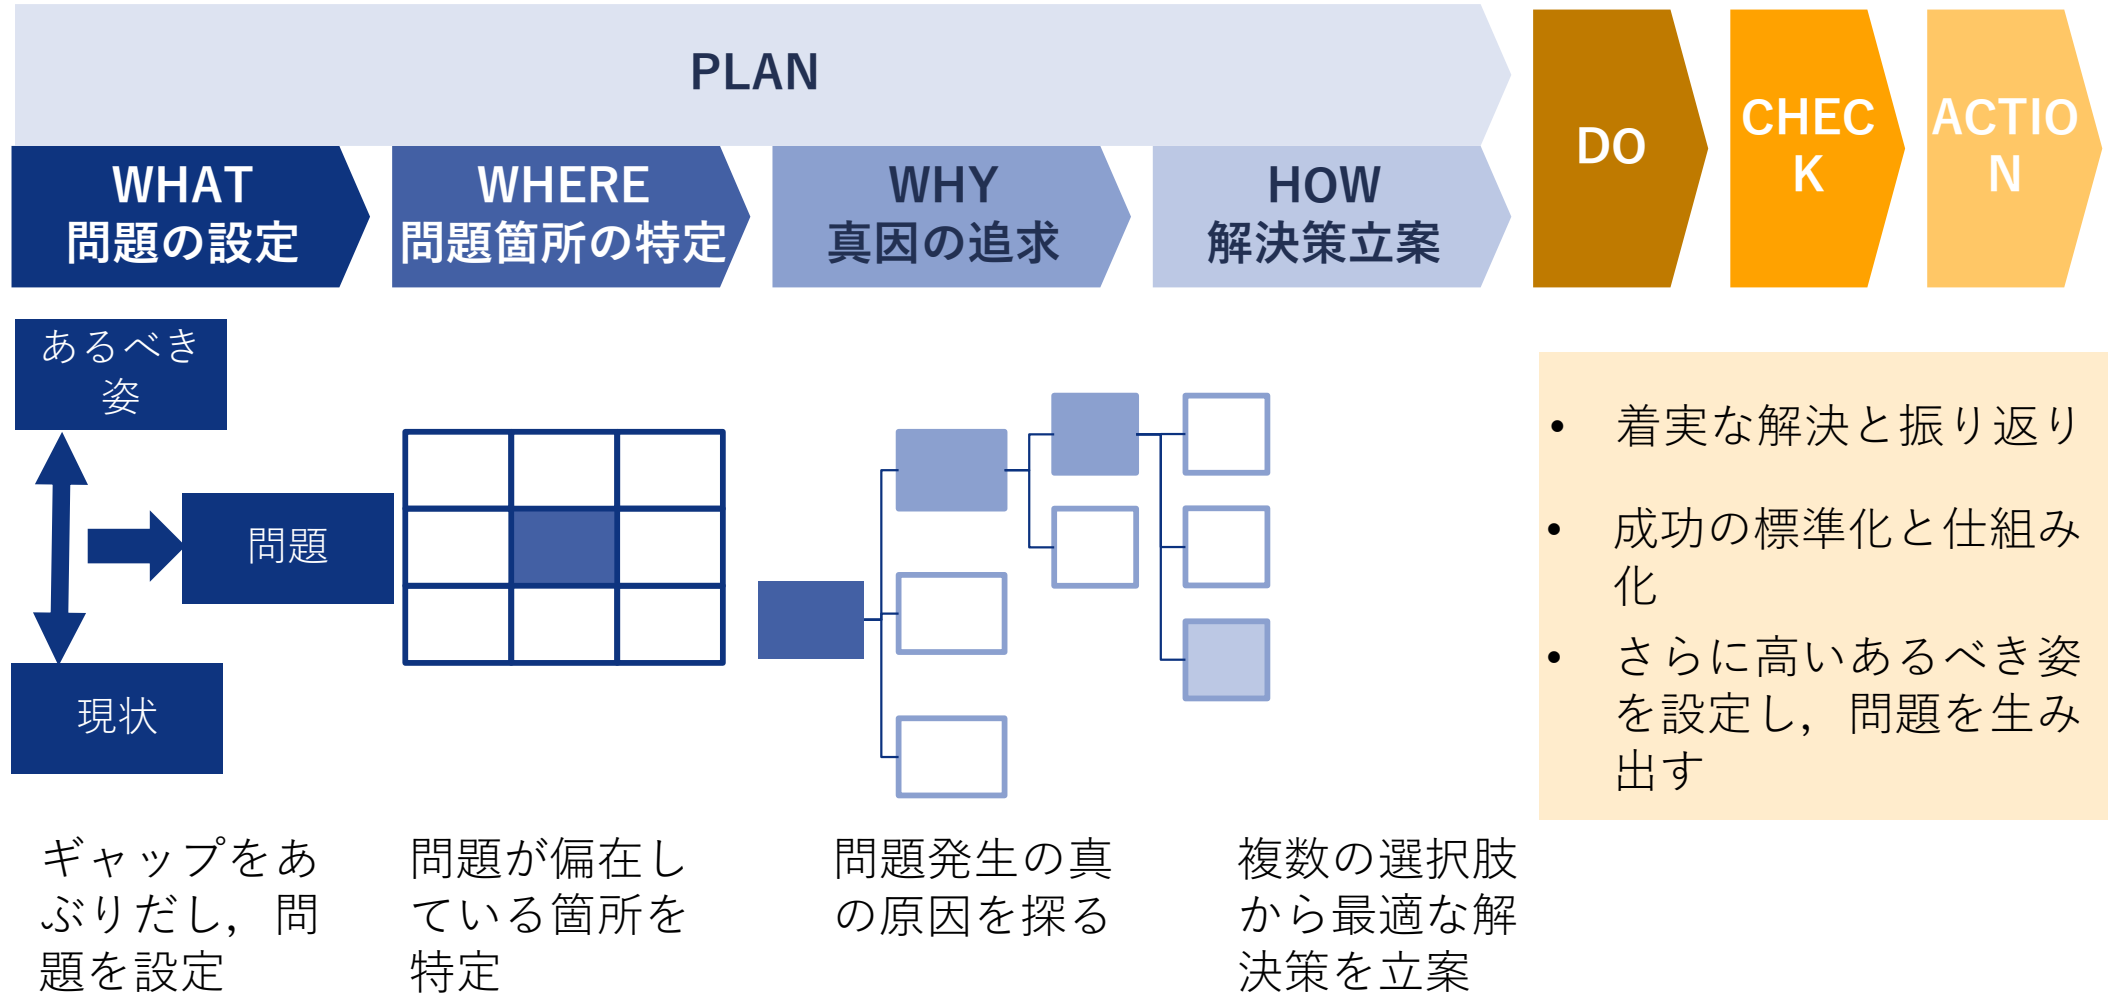 PLAN
WHAT
問題の設定
WHERE
問題箇所の特定
WHY
真因の追求
HOW
解決策立案
DO
CHEC
K
ACTIO
N
あるべき
姿
問題
現状
ギャップをあ
ぶりだし，問
題を設定
問題が偏在し
ている箇所を
特定
問題発生の真
の原因を探る
複数の選択肢
から最適な解
決策を立案
• 着実な解決と振り返り
• 成功の標準化と仕組み
化
• さらに高いあるべき姿
を設定し，問題を生み
出す